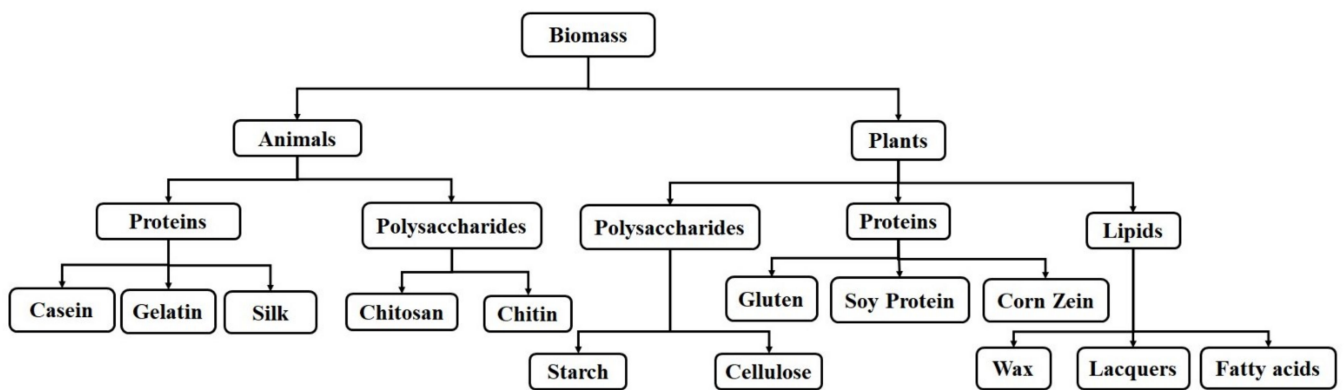 Biomass
Animals
Plants
Proteins
Polysaccharides
Polysaccharides
Proteins
Lipids
Casein
Gelatin
Silk
Chitosan
Chitin
Gluten
Soy Protein
Corn Zein
Starch
Cellulose
Wax
Lacquers
Fatty acids